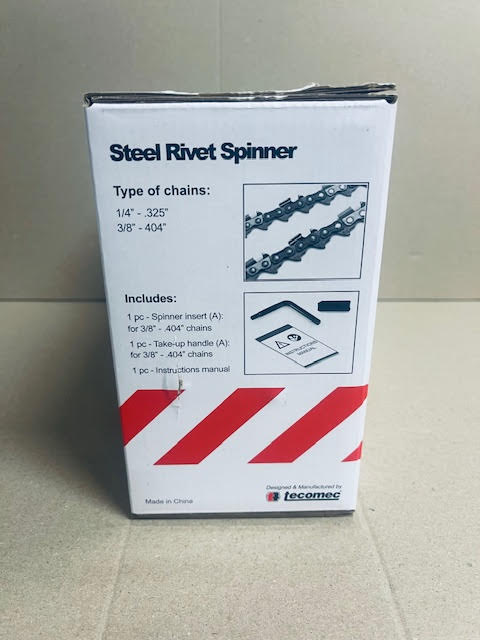 Steel Rivet Spinner
Type of chains:
1/4" - .325"
3/8" - 404"
Includes:
1 pc - Spinner insert (A):
for 3/8" - .404" chains
1 pc - Take-up handle (A):
for 3/8" - .404" chains
1 pc - Instructions manual
INSTRUCTIONS
MANUAL
Designed & Manufactured by
tecomec
Made in China